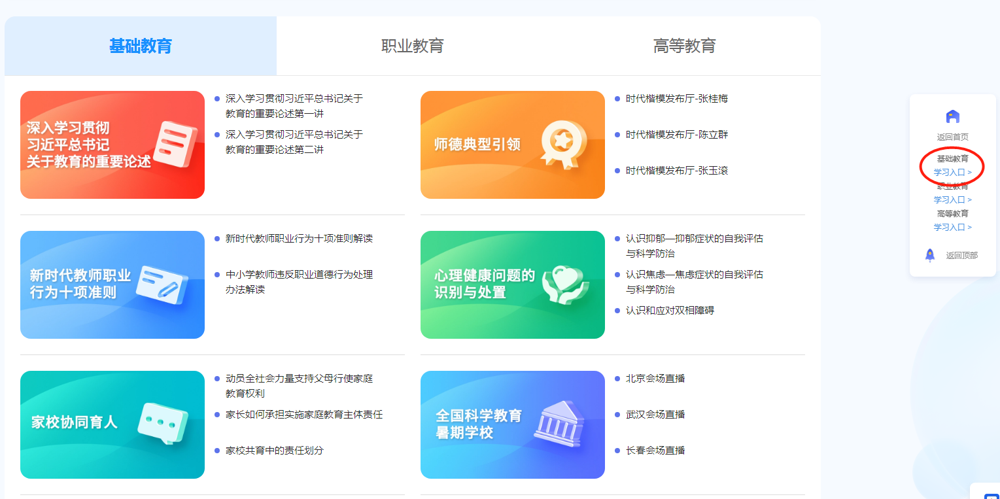 基础教育
职业教育
高等教育
深入学习贯彻
习近平总书记
关于教育的重要论述
深入学习贯彻习近平总书记关于
教育的重要论述第一讲
深入学习贯彻习近平总书记关于
教育的重要论述第二讲
师德典型引领
时代楷模发布厅-张桂梅
时代楷模发布厅-陈立群
时代楷模发布厅-张玉滚
新时代教师职业
行为十项准则
新时代教师职业行为十项准则解读
中小学教师违反职业道德行为处理
办法解读
心理健康问题的
识别与处置
认识抑郁—抑郁症状的自我评估
与科学防治
认识焦虑—焦虑症状的自我评估
与科学防治
认识和应对双相障碍
家校协同育人
动员全社会力量支持父母行使家庭
教育权利
家长如何承担实施家庭教育主体责任
家校共育中的责任划分
全国科学教育
暑期学校
北京会场直播
武汉会场直播
长春会场直播
返回首页
基础教育
学习入口 >
职业教育
学习入口 >
高等教育
学习入口 >
返回顶部